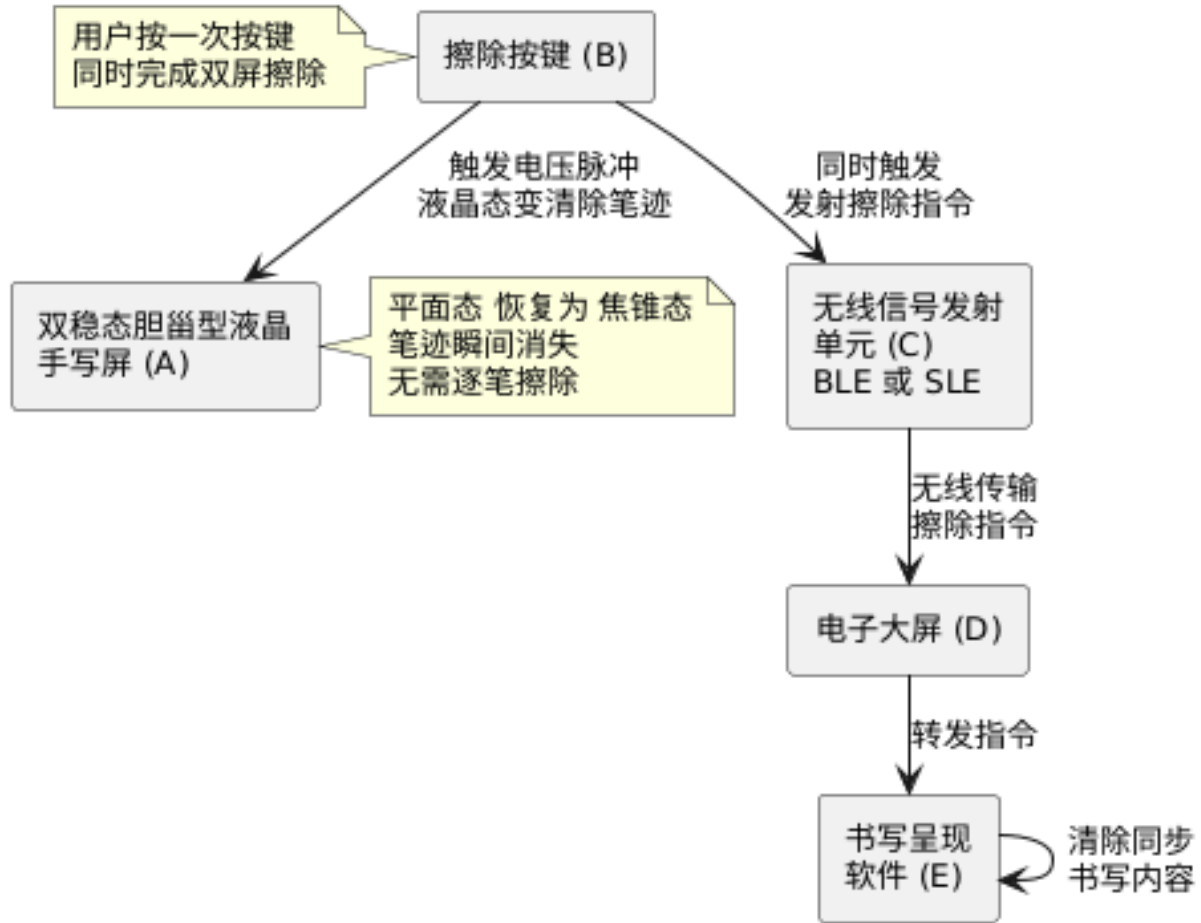 用户按一次按键
同时完成双屏擦除
擦除按键 (B)
触发电压脉冲
液晶态变清除笔迹
同时触发
发射擦除指令
双稳态胆甾型液晶
手写屏 (A)
平面态 恢复为 焦锥态
笔迹瞬间消失
无需逐笔擦除
无线信号发射
单元 (C)
BLE 或 SLE
无线传输
擦除指令
电子大屏 (D)
转发指令
书写呈现
软件 (E)
清除同步
书写内容